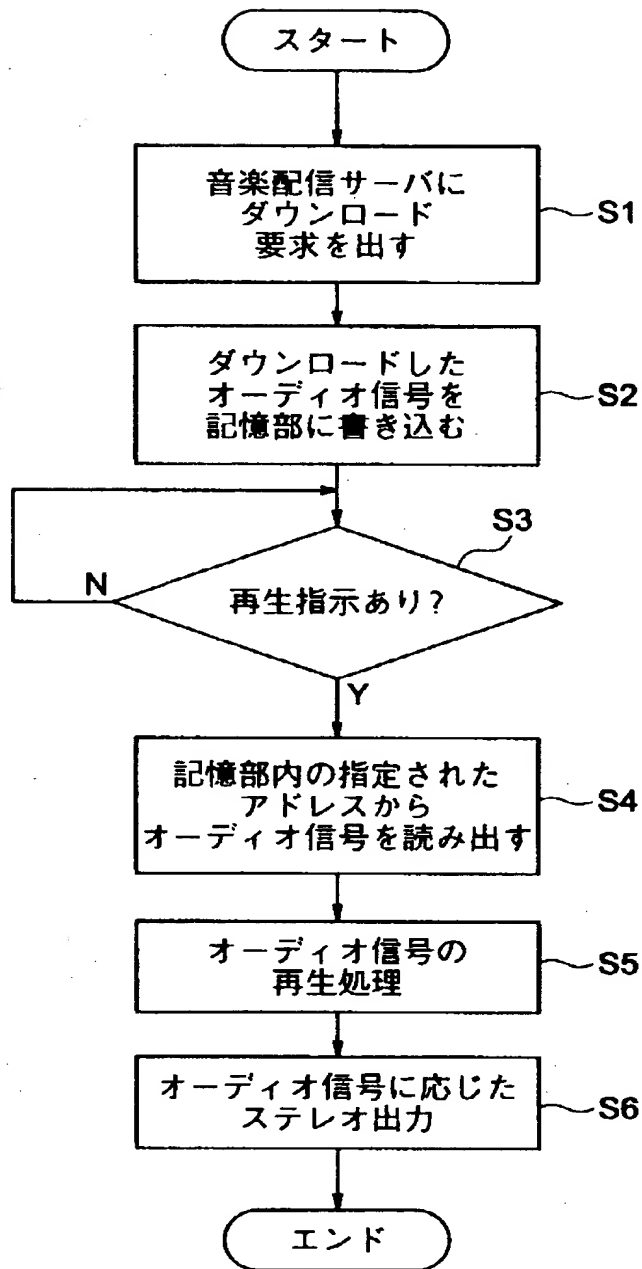 スタート
音楽配信サーバに
ダウンロード
要求を出す
S1
ダウンロードした
オーディオ信号を
記憶部に書き込む
S2
S3
再生指示あり?
N
Y
記憶部内の指定された
アドレスから
オーディオ信号を読み出す
S4
オーディオ信号の
再生処理
S5
オーディオ信号に応じた
ステレオ出力
S6
エンド